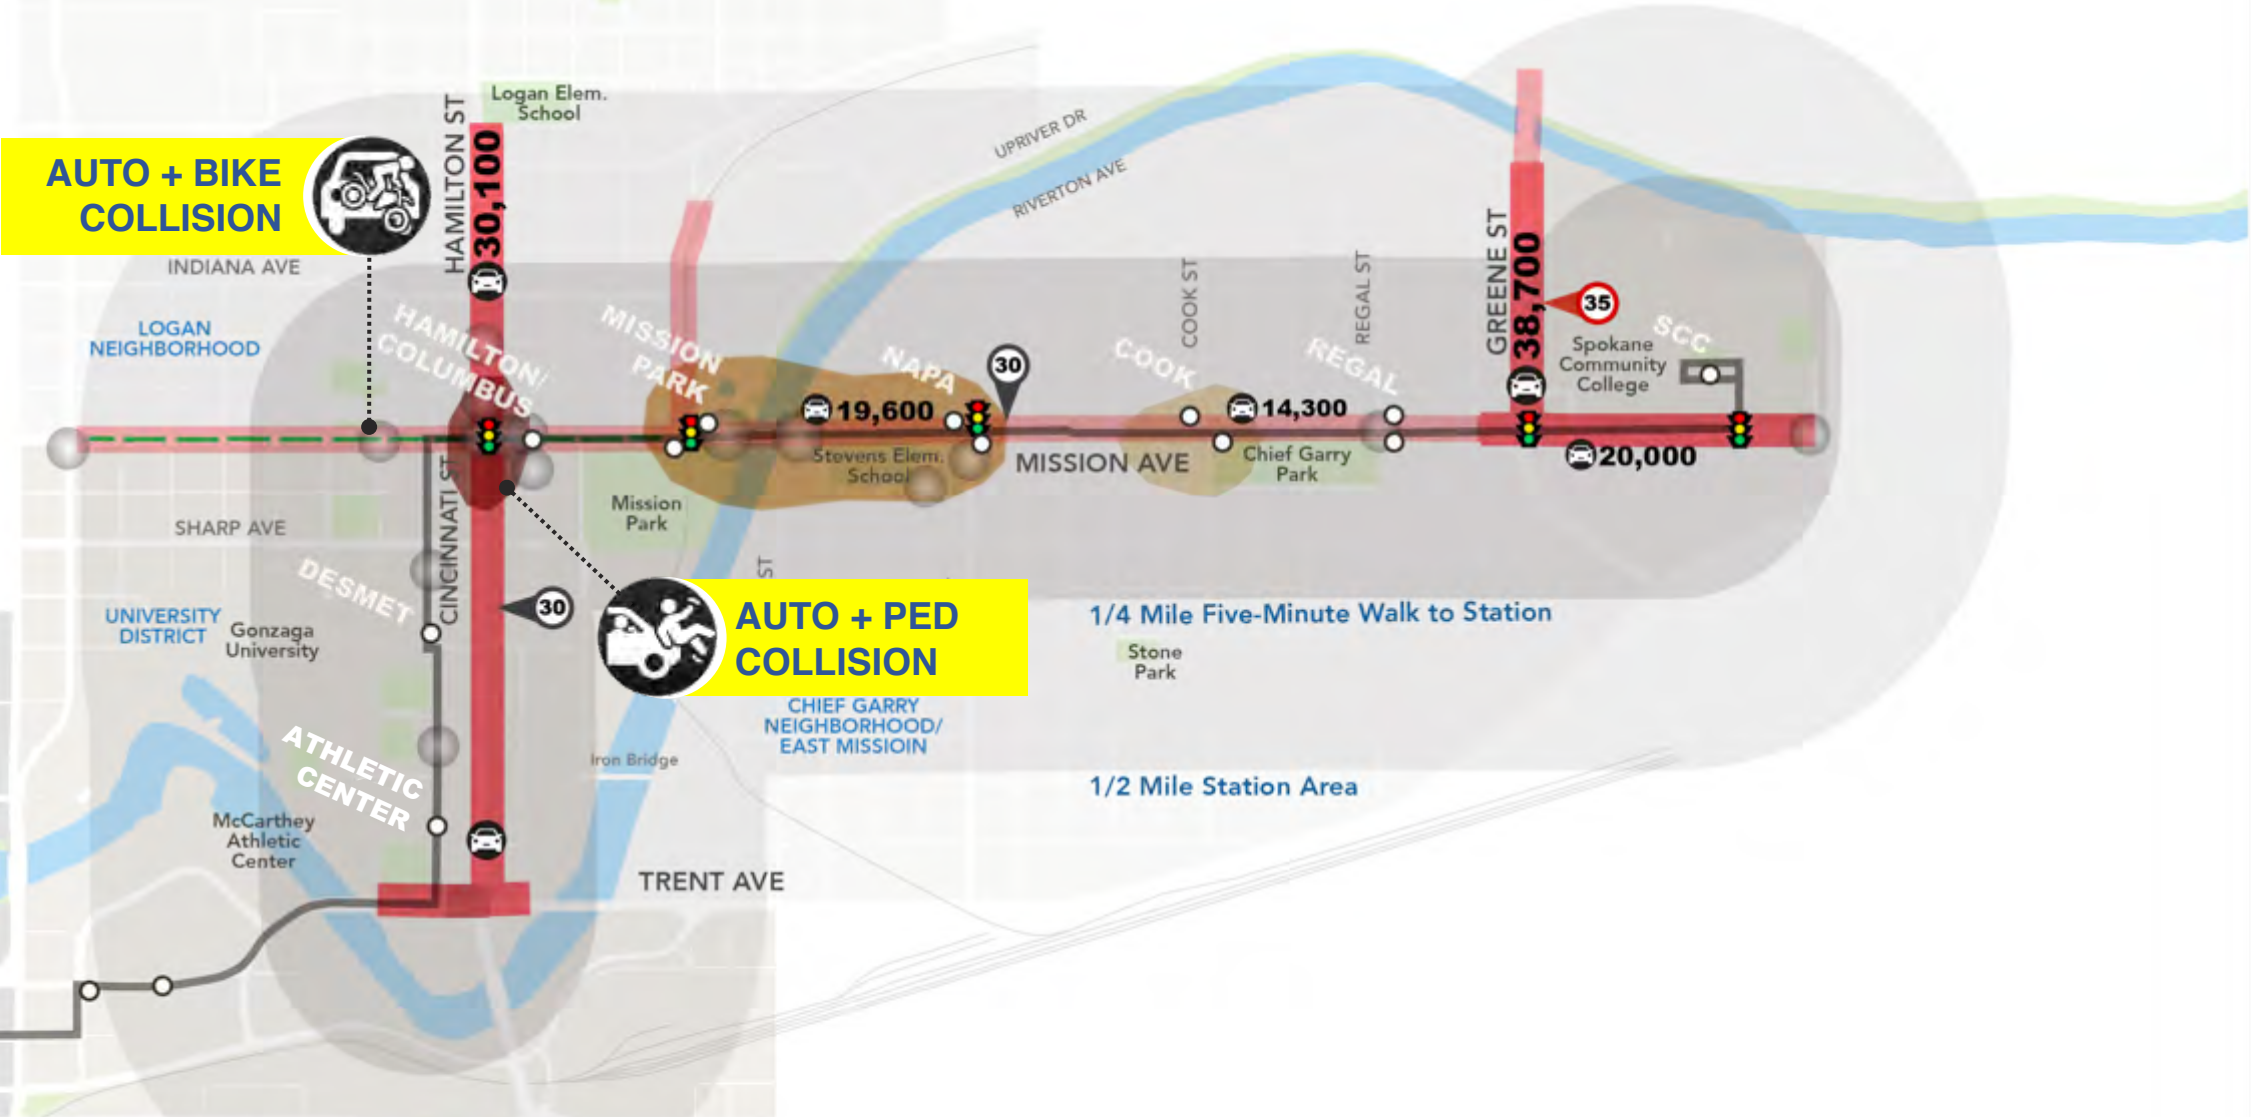 Logan Elem.
School
HAMILTON ST
30,100
AUTO + BIKE
COLLISION
INDIANA AVE
UPRIVER DR
RIVERTON AVE
LOGAN
NEIGHBORHOOD
HAMILTON/
COLUMBUS
MISSION
PARK
NAPA
30
COOK
COOK ST
REGAL
REGAL ST
GREENE ST
38,700
35
SCC
Spokane
Community
College
19,600
14,300
20,000
Stevens Elem.
School
MISSION AVE
Chief Garry
Park
Mission
Park
SHARP AVE
CINCINNATI ST
DESMET
ST
30
UNIVERSITY
DISTRICT
Gonzaga
University
AUTO + PED
COLLISION
1/4 Mile Five-Minute Walk to Station
Stone
Park
CHIEF GARRY
NEIGHBORHOOD/
EAST MISSIOIN
Iron Bridge
ATHLETIC
CENTER
1/2 Mile Station Area
McCarthey
Athletic
Center
TRENT AVE